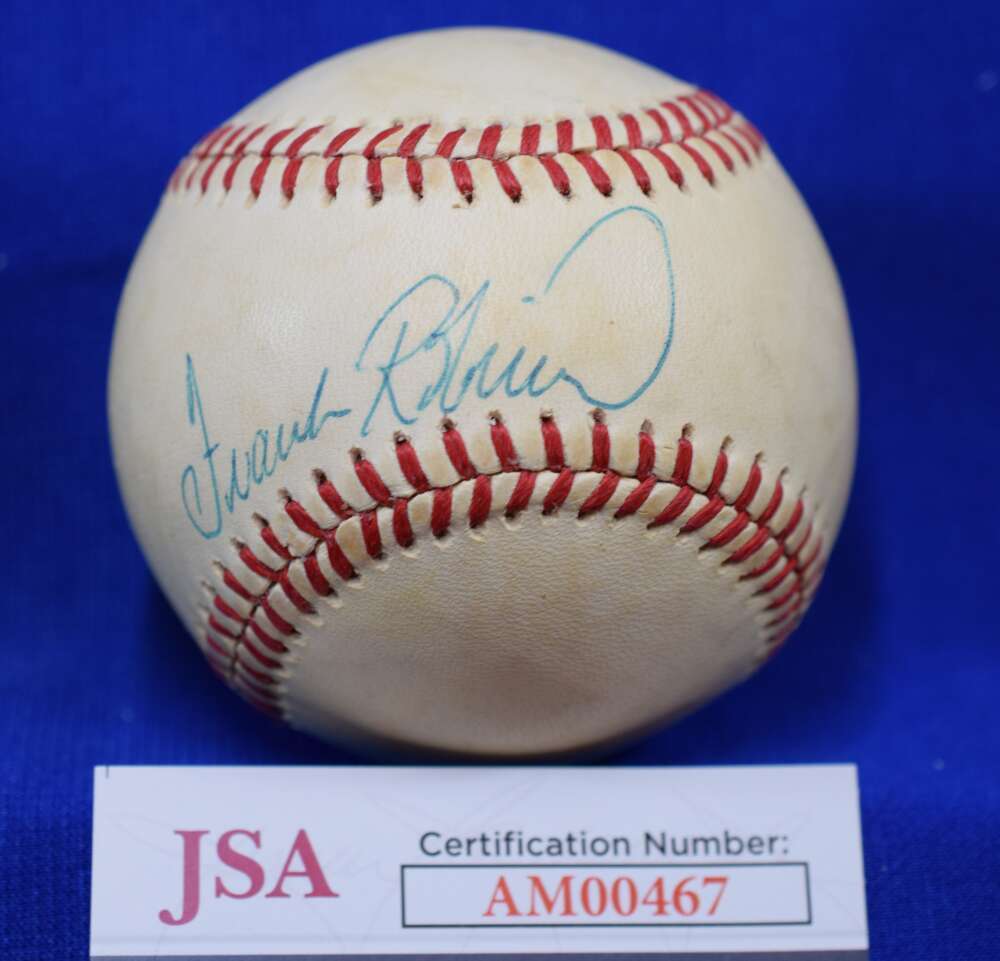 Frank Robinson
JSA
Certification Number:
AM00467